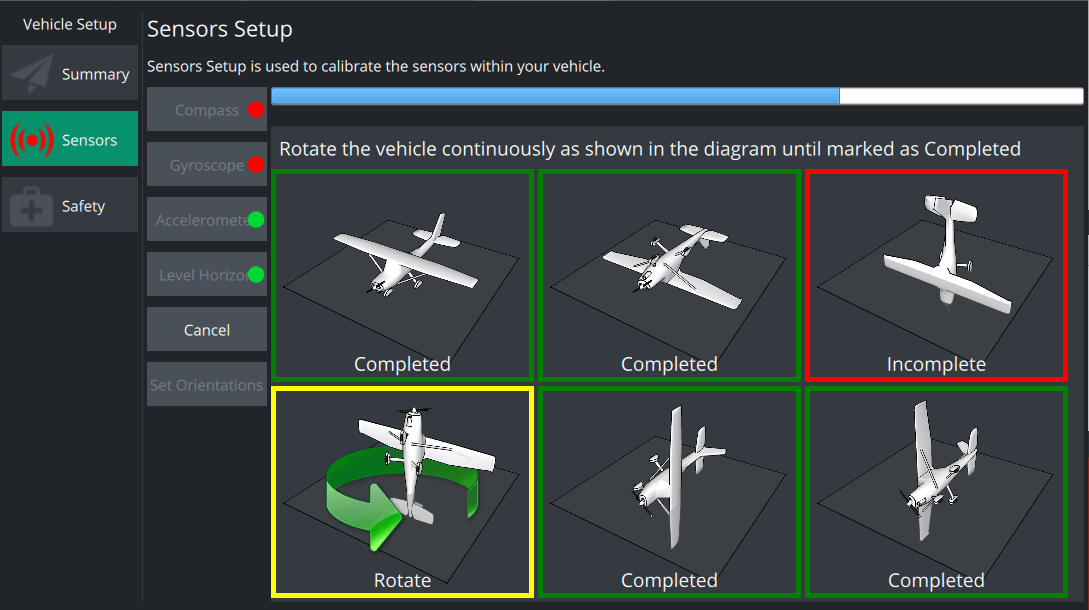 Vehicle Setup
Summary
Sensors
Safety
Sensors Setup
Sensors Setup is used to calibrate the sensors within your vehicle.
Compass
Gyroscope
Acceleromete
Level Horizo
Cancel
Set Orientations
Rotate the vehicle continuously as shown in the diagram until marked as Completed
Completed
Completed
Incomplete
Rotate
Completed
Completed